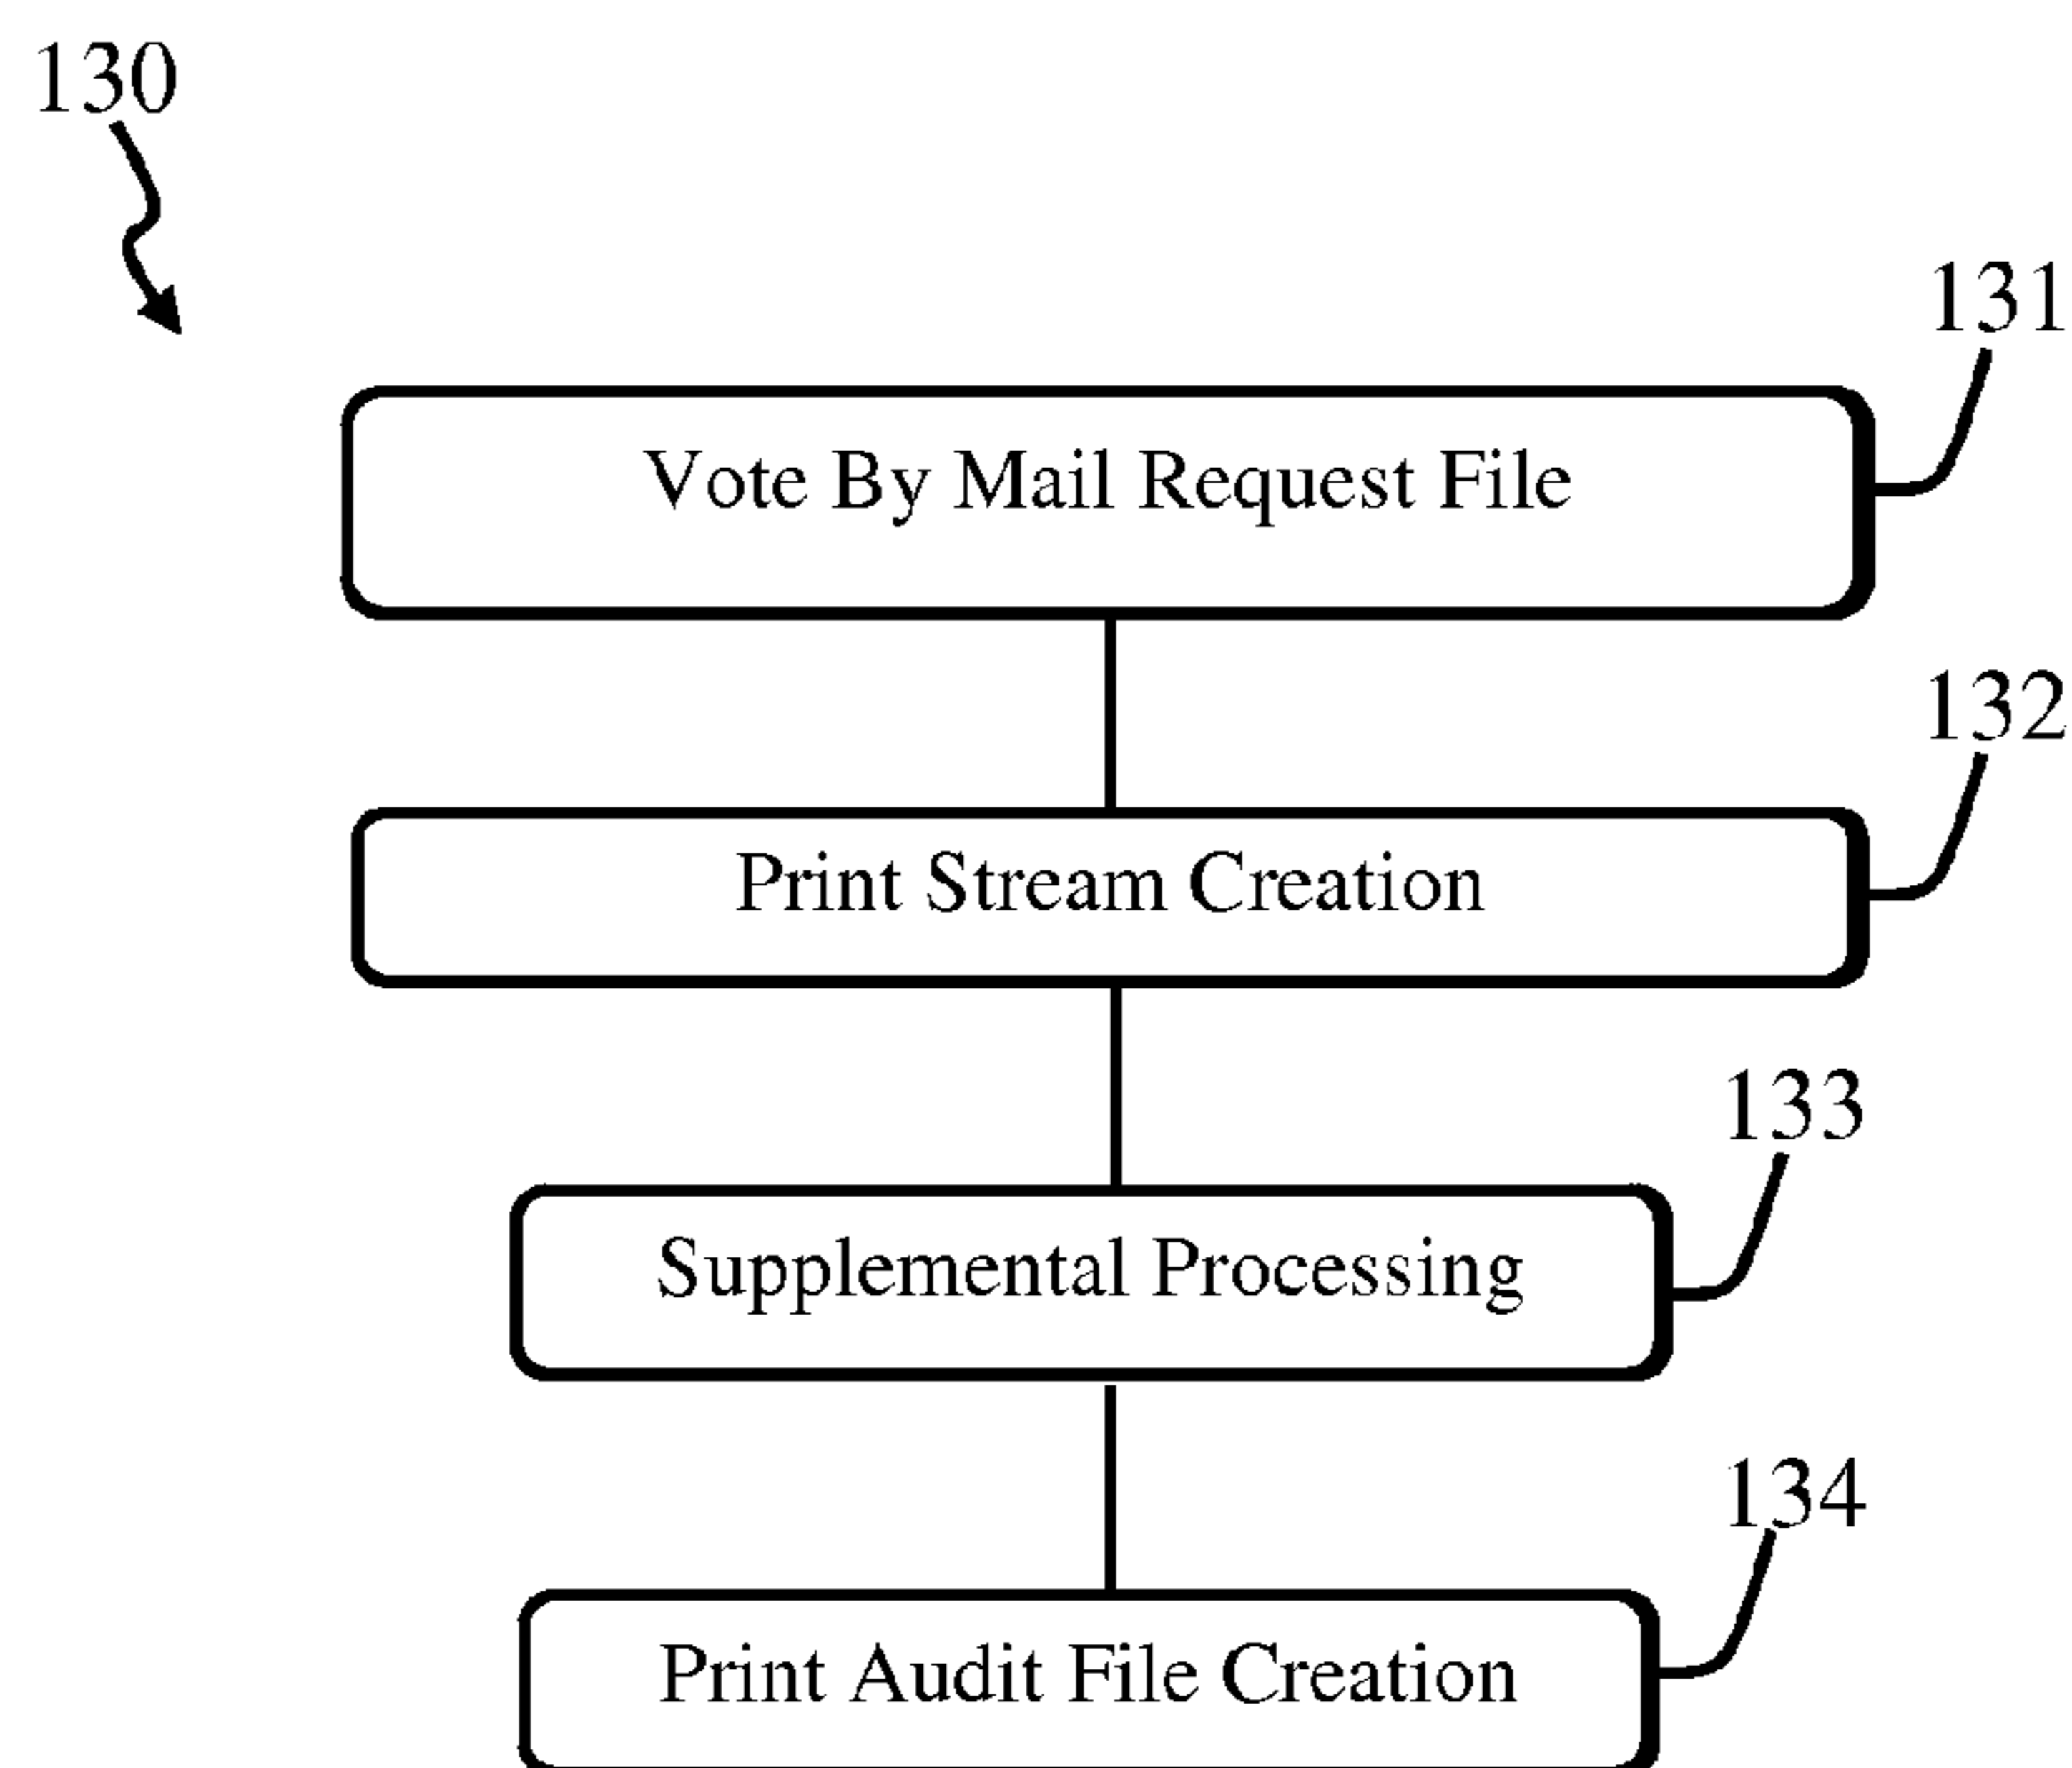 130
131
Vote By Mail Request File
132
Print Stream Creation
133
Supplemental Processing
134
Print Audit File Creation